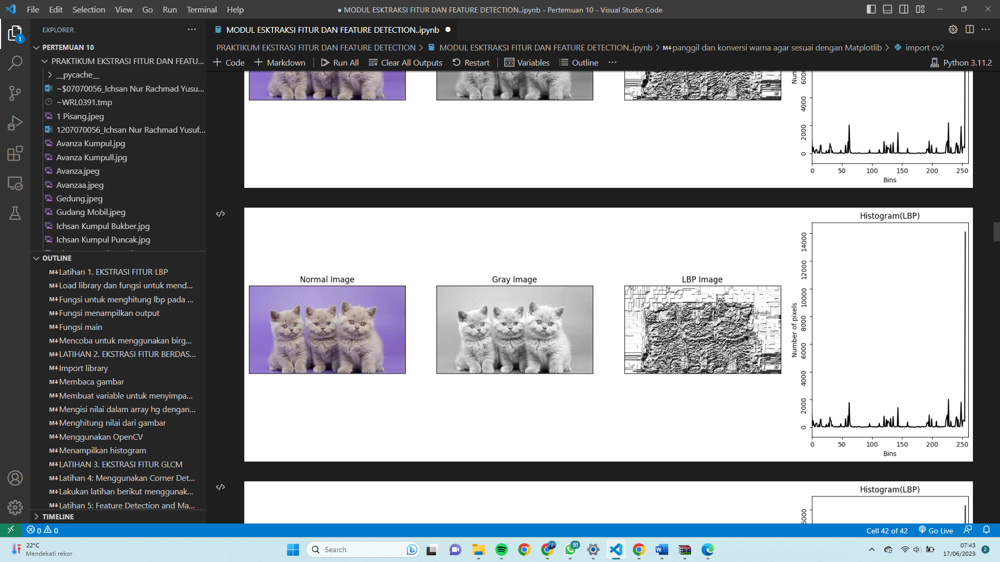 File Edit Selection View Go Run Terminal Help
● MODUL ESKTRAKSI FITUR DAN FEATURE DETECTION..ipynb - Pertemuan 10 - Visual Studio Code
EXPLORER
MODUL ESKTRAKSI FITUR DAN FEATURE DETECTION..ipynb
PRAKTIKUM EKSTRASI FITUR DAN FEATURE DETECTION > MODUL ESKTRAKSI FITUR DAN FEATURE DETECTION..ipynb > M↓panggil dan konversi warna agar sesuai dengan Matplotlib > import cv2
+ Code + Markdown Run All Clear All Outputs Restart Variables Outline ... Python 3.11.2
PERTEMUAN 10
PRAKTIKUM EKSTRASI FITUR DAN FEATU...
__pycache__
~$07070056_Ichsan Nur Rachmad Yusu...
~WRL0391.tmp
1 Pisang.jpeg
1207070056_Ichsan Nur Rachmad Yusuf...
Avanza Kumpul.jpg
Avanza Kumpull.jpg
Avanza.jpeg
Avanzaa.jpeg
Gedung.jpeg
Gudang Mobil.jpeg
Ichsan Kumpul Bukber.jpg
Ichsan Kumpul Puncak.jpg
OUTLINE
M↓Latihan 1. EKSTRASI FITUR LBP
M↓Load library dan fungsi untuk mend...
M↓Fungsi untuk menghitung lbp pada ...
M↓Fungsi menampilkan output
M↓Fungsi main
M↓Mencoba untuk menggunakan birg...
M↓LATIHAN 2. EKSTRASI FITUR BERDAS...
M↓Import library
M↓Membaca gambar
M↓Membuat variable untuk menyimpa...
M↓Mengisi nilai dalam array hg dengan...
M↓Menghitung nilai dari gambar
M↓Menggunakan OpenCV
M↓Menampilkan histogram
M↓LATIHAN 3. EKSTRASI FITUR GLCM
M↓Latihan 4: Menggunakan Corner Det...
M↓Lakukan latihan berikut menggunak...
M↓Latihan 5: Feature Detection and Ma...
TIMELINE
Num
6000
4000
2000
0
0 50 100 150 200 250
Bins
Normal Image
Gray Image
LBP Image
Histogram(LBP)
Number of pixels
14000
12000
10000
8000
6000
4000
2000
0
0 50 100 150 200 250
Bins
Histogram(LBP)
6000
0 0
Cell 42 of 42 Go Live
22°C
Mendekati rekor
Search
91
07:43
17/06/2023
2
1